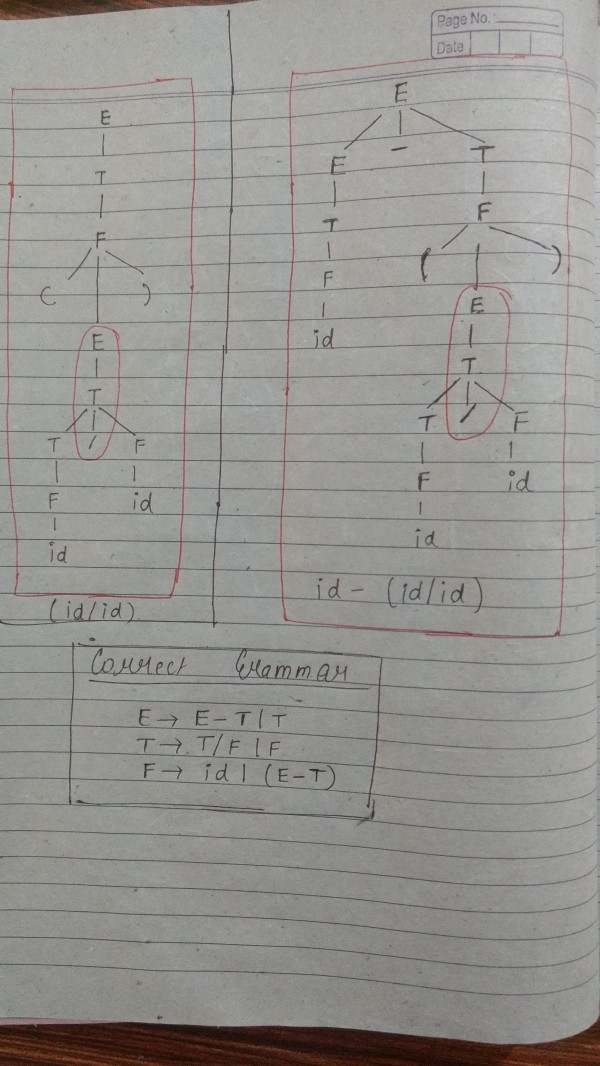 Page No.:
Date
E
T
F
( )
E
T
T / F
F id
id
(id/id)
E
E - T
T F
F ( )
id E
T
T / F
F id
id
id - (id/id)
Correct Grammar
E → E - T | T
T → T/F | F
F → id | (E-T)